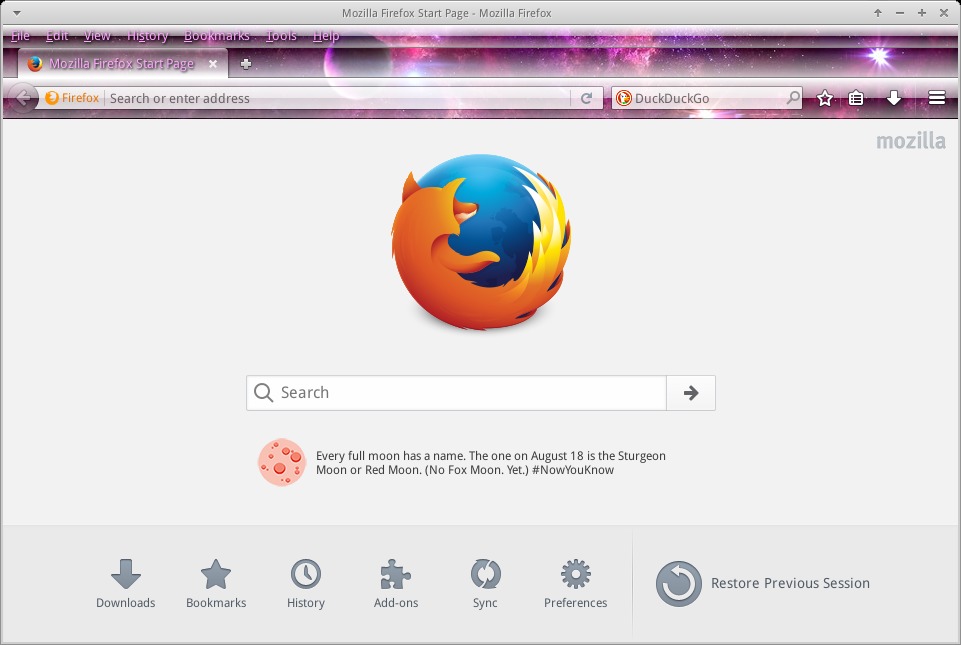 Mozilla Firefox Start Page - Mozilla Firefox
File Edit View History Bookmarks Tools Help
Mozilla Firefox Start Page
Firefox Search or enter address DuckDuckGo
mozilla
Search
Every full moon has a name. The one on August 18 is the Sturgeon
Moon or Red Moon. (No Fox Moon. Yet.) #NowYouKnow
Downloads Bookmarks History Add-ons Sync Preferences Restore Previous Session